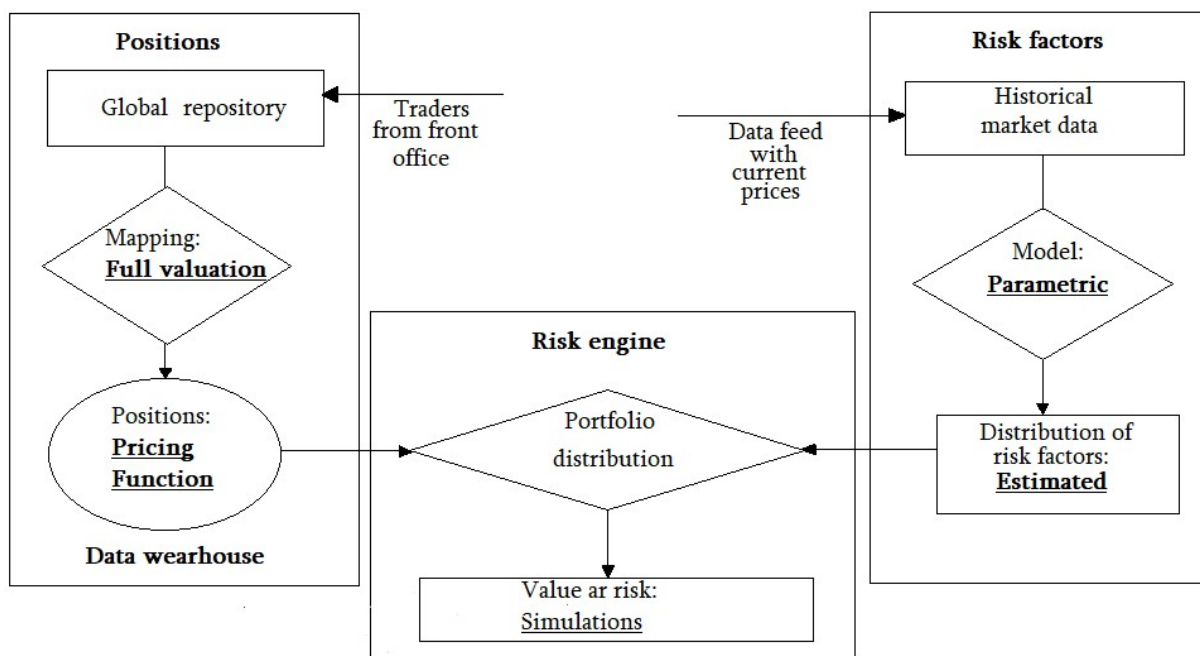 Positions
Global repository
Traders
from front
office
Mapping:
Full valuation
Positions:
Pricing
Function
Data wearhouse
Risk engine
Portfolio
distribution
Value ar risk:
Simulations
Risk factors
Historical
market data
Data feed
with
current
prices
Model:
Parametric
Distribution of
risk factors:
Estimated